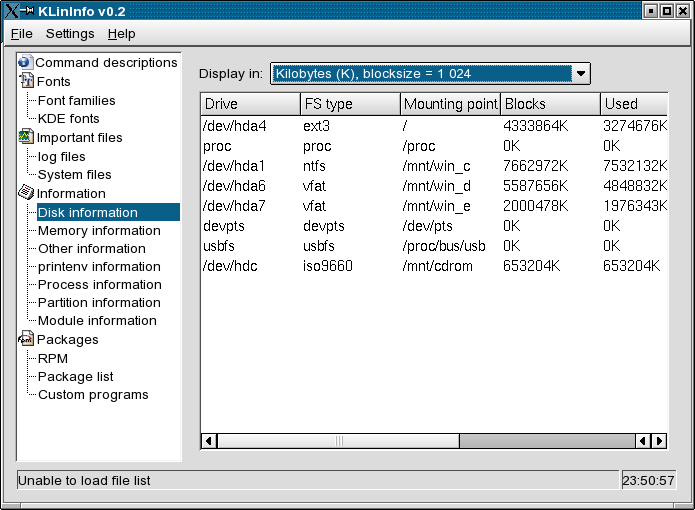 KLinInfo v0.2
File Settings Help
Command descriptions
Fonts
Font families
KDE fonts
Important files
log files
System files
Information
Disk information
Memory information
Other information
printenv information
Process information
Partition information
Module information
Packages
RPM
Package list
Custom programs
Display in: Kilobytes (K), blocksize = 1 024
Drive FS type Mounting point Blocks Used
/dev/hda4 ext3 / 4333864K 3274676K
proc proc /proc 0K 0K
/dev/hda1 ntfs /mnt/win_c 7662972K 7532132K
/dev/hda6 vfat /mnt/win_d 5587656K 4848832K
/dev/hda7 vfat /mnt/win_e 2000478K 1976343K
devpts devpts /dev/pts 0K 0K
usbfs usbfs /proc/bus/usb 0K 0K
/dev/hdc iso9660 /mnt/cdrom 653204K 653204K
Unable to load file list 23:50:57